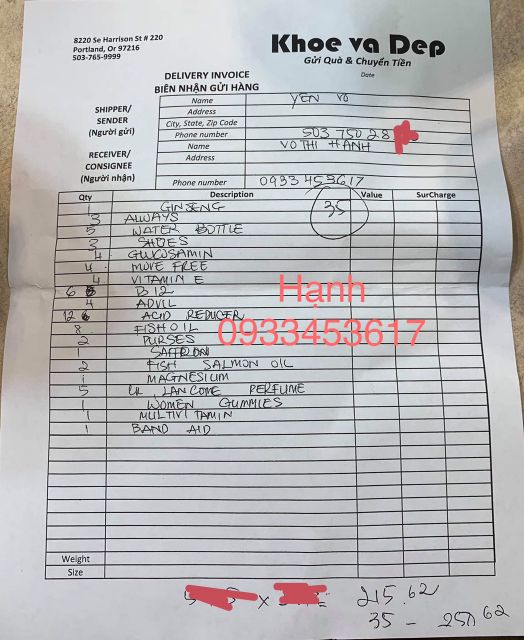 8220 Se Harrison St # 220
Portland, Or 97216
503-765-9999
Khoe va Dep
Gửi Quà & Chuyển Tiền
Date
DELIVERY INVOICE
BIÊN NHẬN GỬI HÀNG
SHIPPER/
SENDER
(Người gửi)
Name YEN VO
Address
City, State, Zip Code
Phone number 503 750 28
RECEIVER/
CONSIGNEE
(Người nhận)
Name VO THI HANH
Address
Phone number 0933 453617
Qty Description Value SurCharge
1 GINSENG 35
3 ALWAYS
5 WATER BOTTLE
2 SHOES
4 GLUCOSAMIN
4 MOVE FREE
4 VITAMIN E
6 B12
4 ADVIL
12 ACID REDUCER
8 FISH OIL
2 PURSES
1 SAFFRON
2 FISH SALMON OIL
1 MAGNESIUM
5 LANCOME PERFUME
1 WOMEN GUMMIES
1 MULTIVITAMIN
1 BAND AID
Hạnh
0933453617
Weight
Size
x 215.62
35 - 250 62